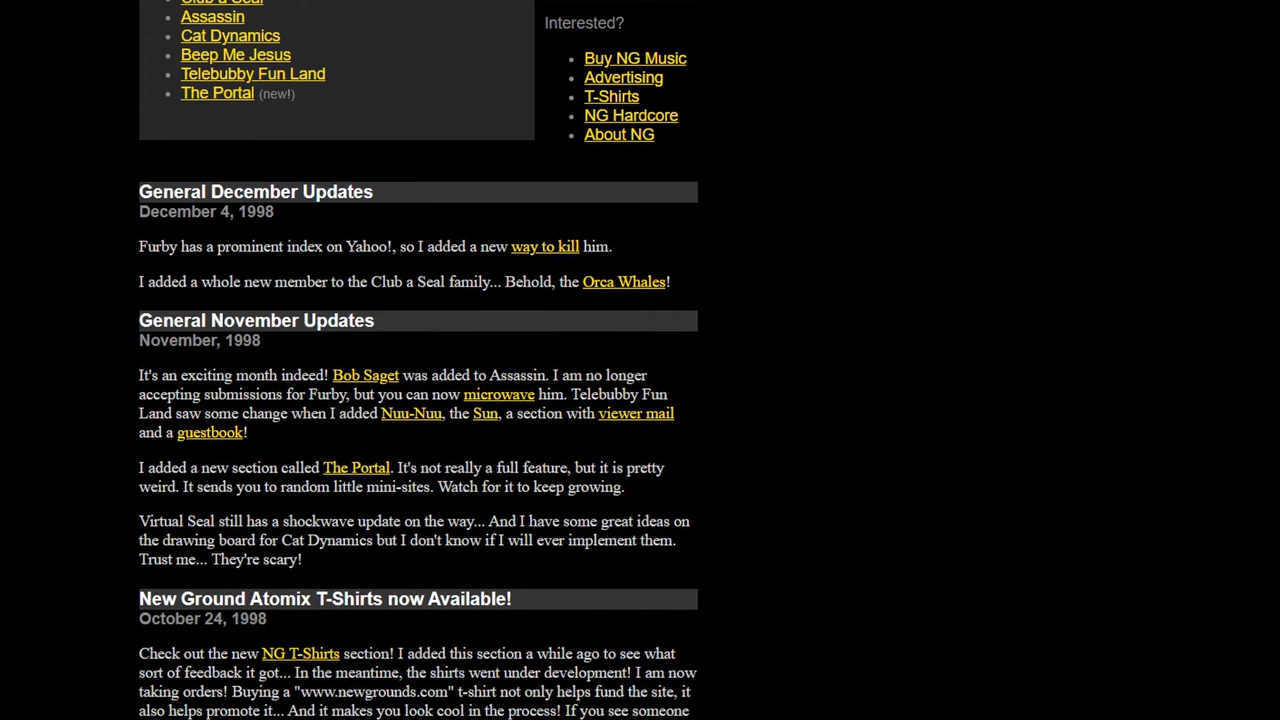 Club a Seal
Assassin
Cat Dynamics
Beep Me Jesus
Telebubby Fun Land
The Portal (new!)
Interested?
Buy NG Music
Advertising
T-Shirts
NG Hardcore
About NG
General December Updates
December 4, 1998
Furby has a prominent index on Yahoo!, so I added a new way to kill him.
I added a whole new member to the Club a Seal family... Behold, the Orca Whales!
General November Updates
November, 1998
It's an exciting month indeed! Bob Saget was added to Assassin. I am no longer
accepting submissions for Furby, but you can now microwave him. Telebubby Fun
Land saw some change when I added Nuu-Nuu, the Sun, a section with viewer mail
and a guestbook!
I added a new section called The Portal. It's not really a full feature, but it is pretty
weird. It sends you to random little mini-sites. Watch for it to keep growing.
Virtual Seal still has a shockwave update on the way... And I have some great ideas on
the drawing board for Cat Dynamics but I don't know if I will ever implement them.
Trust me... They're scary!
New Ground Atomix T-Shirts now Available!
October 24, 1998
Check out the new NG T-Shirts section! I added this section a while ago to see what
sort of feedback it got... In the meantime, the shirts went under development! I am now
taking orders! Buying a "www.newgrounds.com" t-shirt not only helps fund the site, it
also helps promote it... And it makes you look cool in the process! If you see someone